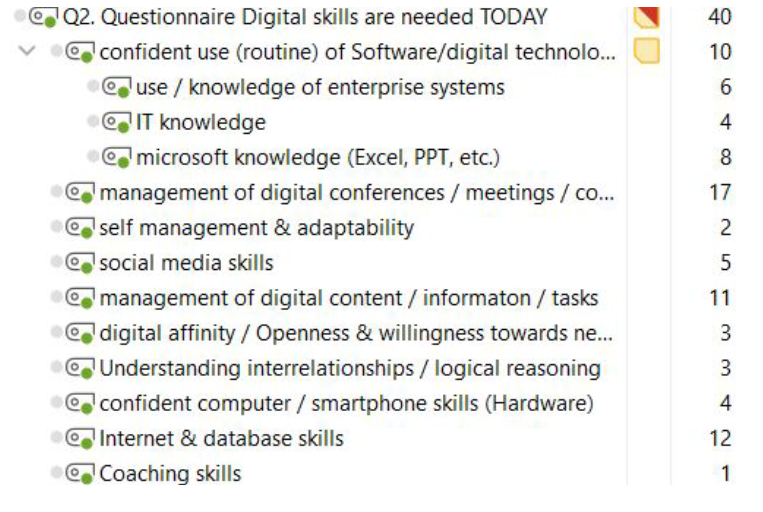 Q2. Questionnaire Digital skills are needed TODAY 40
confident use (routine) of Software/digital technolo... 10
use / knowledge of enterprise systems 6
IT knowledge 4
microsoft knowledge (Excel, PPT, etc.) 8
management of digital conferences / meetings / co... 17
self management & adaptability 2
social media skills 5
management of digital content / informaton / tasks 11
digital affinity / Openness & willingness towards ne... 3
Understanding interrelationships / logical reasoning 3
confident computer / smartphone skills (Hardware) 4
Internet & database skills 12
Coaching skills 1